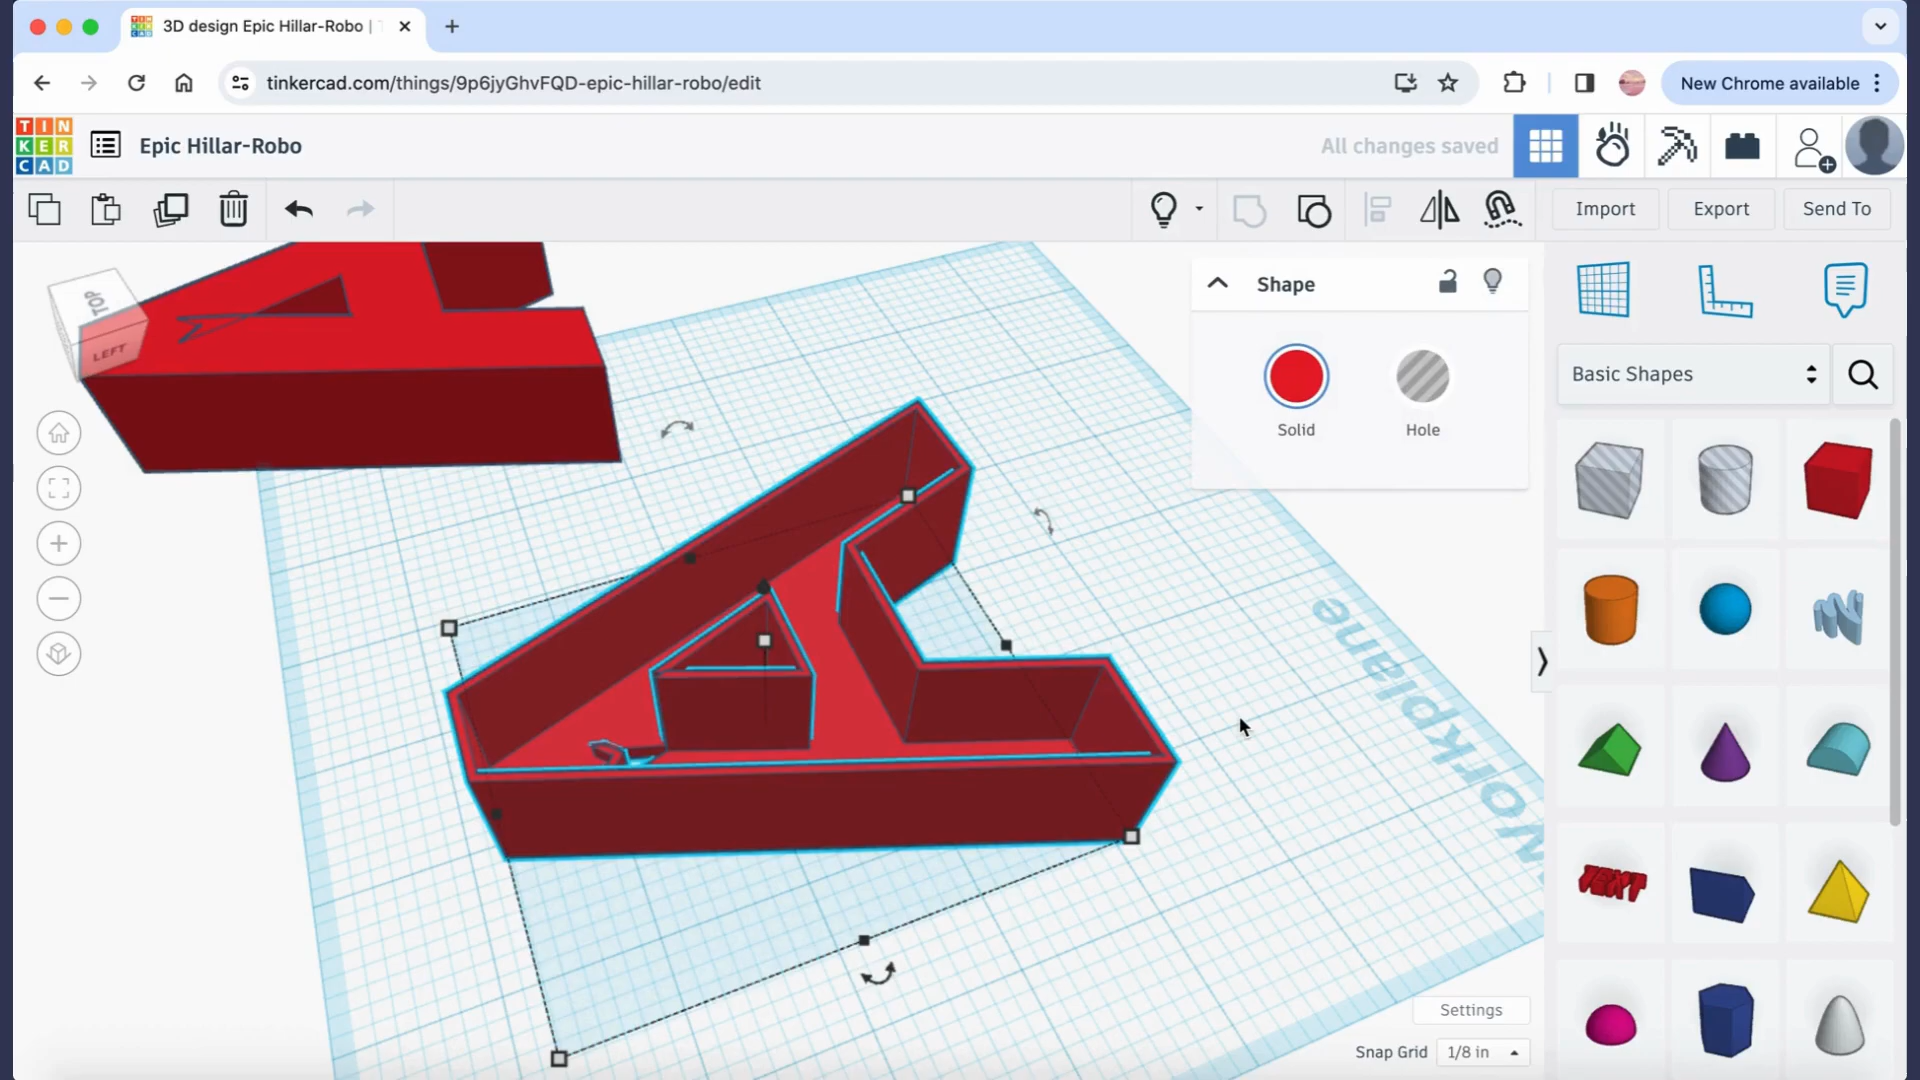 3D design Epic Hillar-Robo |
tinkercad.com/things/9p6jyGhvFQD-epic-hillar-robo/edit
New Chrome available
TIN
KER
CAD
Epic Hillar-Robo
All changes saved
Import
Export
Send To
TOP
LEFT
Shape
Solid
Hole
Basic Shapes
TEXT
Workplane
Settings
Snap Grid
1/8 in